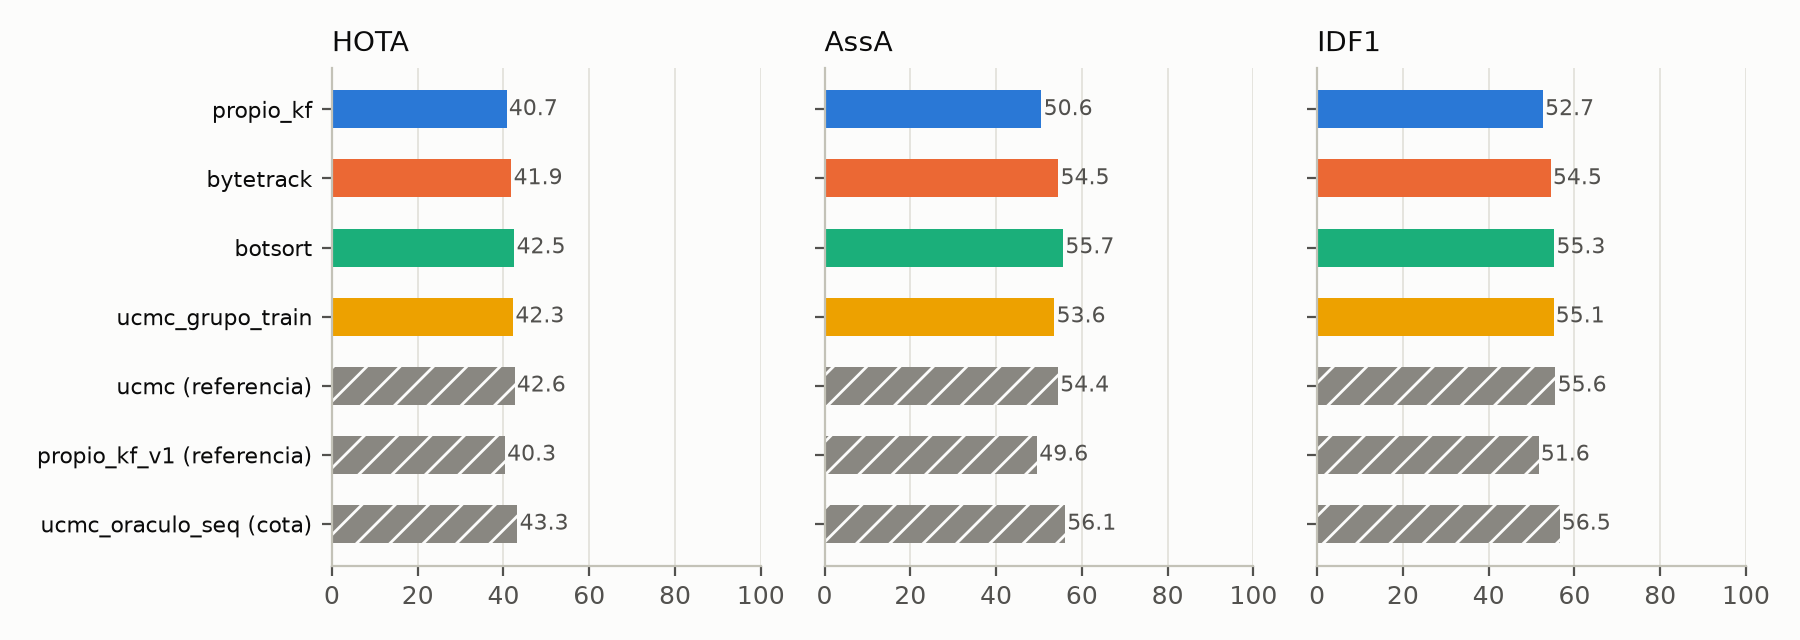 HOTA AssA IDF1
propio_kf 40.7 50.6 52.7
bytetrack 41.9 54.5 54.5
botsort 42.5 55.7 55.3
ucmc_grupo_train 42.3 53.6 55.1
ucmc (referencia) 42.6 54.4 55.6
propio_kf_v1 (referencia) 40.3 49.6 51.6
ucmc_oraculo_seq (cota) 43.3 56.1 56.5
0 20 40 60 80 100 0 20 40 60 80 100 0 20 40 60 80 100